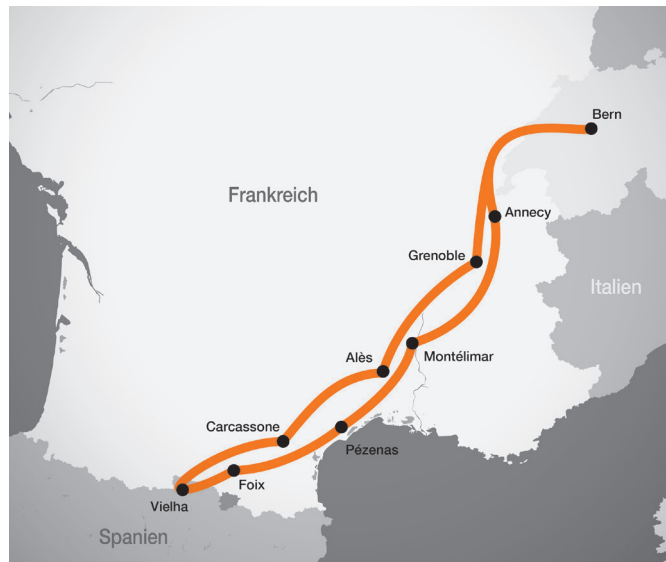 Bern
Frankreich
Annecy
Grenoble
Italien
Alès
Montélimar
Carcassone
Pézenas
Foix
Vielha
Spanien